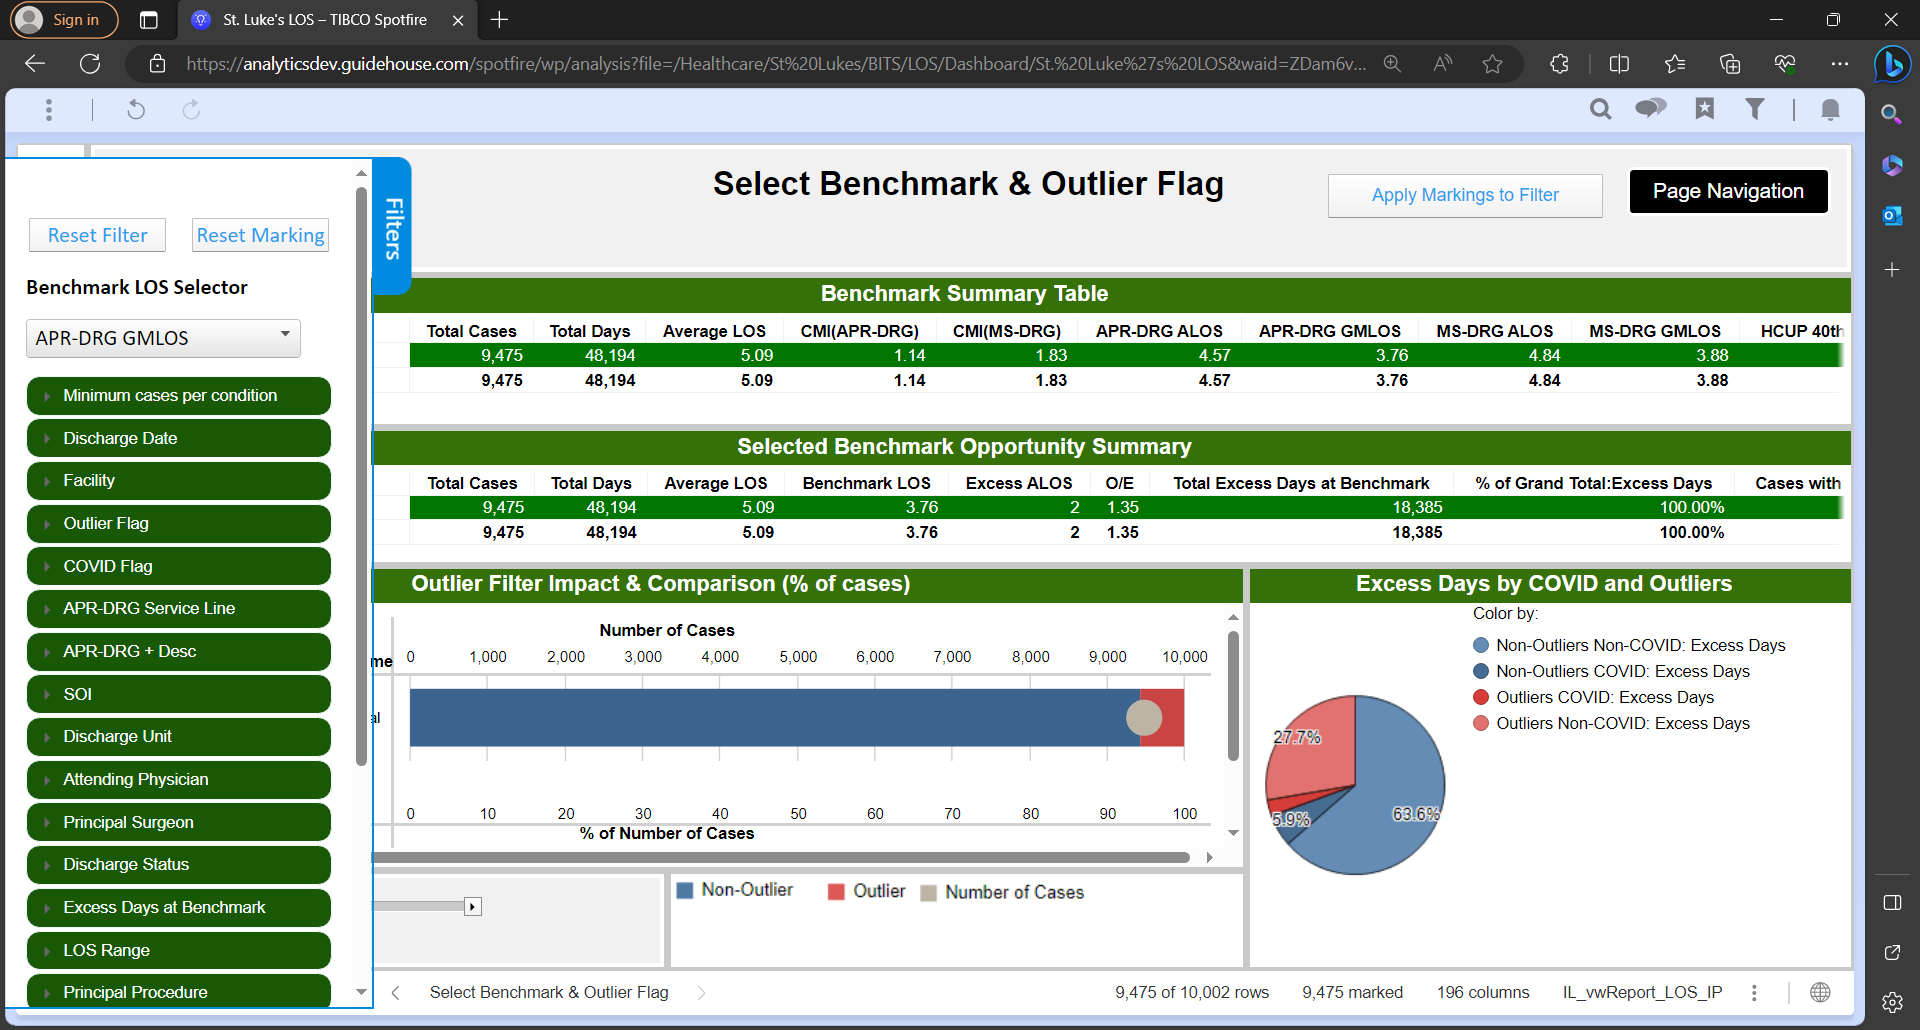 Sign in
St. Luke's LOS – TIBCO Spotfire
https://analyticsdev.guidehouse.com/spotfire/wp/analysis?file=/Healthcare/St%20Lukes/BITS/LOS/Dashboard/St.%20Luke%27s%20LOS&waid=ZDam6v...
Select Benchmark & Outlier Flag
Apply Markings to Filter
Page Navigation
Filters
Reset Filter Reset Marking
Benchmark LOS Selector
APR-DRG GMLOS
Minimum cases per condition
Discharge Date
Facility
Outlier Flag
COVID Flag
APR-DRG Service Line
APR-DRG + Desc
SOI
Discharge Unit
Attending Physician
Principal Surgeon
Discharge Status
Excess Days at Benchmark
LOS Range
Principal Procedure
Benchmark Summary Table
Total Cases Total Days Average LOS CMI(APR-DRG) CMI(MS-DRG) APR-DRG ALOS APR-DRG GMLOS MS-DRG ALOS MS-DRG GMLOS HCUP 40th
9,475 48,194 5.09 1.14 1.83 4.57 3.76 4.84 3.88
9,475 48,194 5.09 1.14 1.83 4.57 3.76 4.84 3.88
Selected Benchmark Opportunity Summary
Total Cases Total Days Average LOS Benchmark LOS Excess ALOS O/E Total Excess Days at Benchmark % of Grand Total:Excess Days Cases with
9,475 48,194 5.09 3.76 2 1.35 18,385 100.00%
9,475 48,194 5.09 3.76 2 1.35 18,385 100.00%
Outlier Filter Impact & Comparison (% of cases)
Number of Cases
me 0 1,000 2,000 3,000 4,000 5,000 6,000 7,000 8,000 9,000 10,000
al
0 10 20 30 40 50 60 70 80 90 100
% of Number of Cases
Non-Outlier Outlier Number of Cases
Excess Days by COVID and Outliers
Color by:
Non-Outliers Non-COVID: Excess Days
Non-Outliers COVID: Excess Days
Outliers COVID: Excess Days
Outliers Non-COVID: Excess Days
27.7%
5.9%
63.6%
Select Benchmark & Outlier Flag
9,475 of 10,002 rows 9,475 marked 196 columns IL_vwReport_LOS_IP